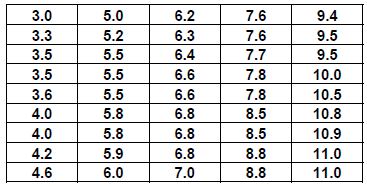 3.0 5.0 6.2 7.6 9.4
3.3 5.2 6.3 7.6 9.5
3.5 5.5 6.4 7.7 9.5
3.5 5.5 6.6 7.8 10.0
3.6 5.5 6.6 7.8 10.5
4.0 5.8 6.8 8.5 10.8
4.0 5.8 6.8 8.5 10.9
4.2 5.9 6.8 8.8 11.0
4.6 6.0 7.0 8.8 11.0